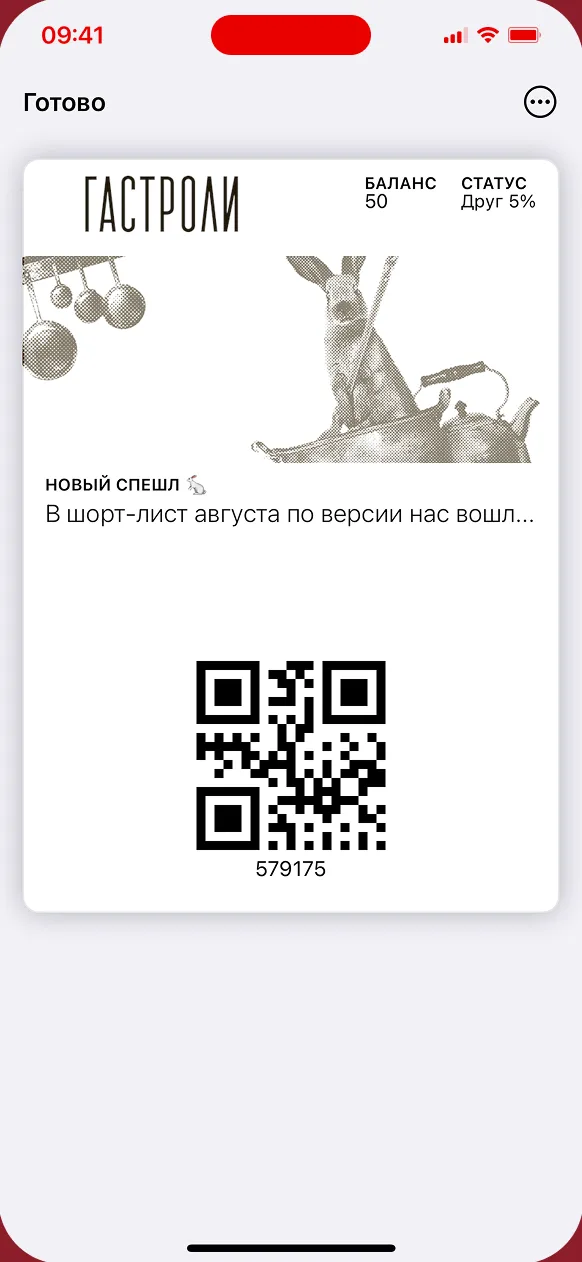 09:41
Готово
ГАСТРОЛИ
БАЛАНС
50
СТАТУС
Друг 5%
НОВЫЙ СПЕШЛ 🐇
В шорт-лист августа по версии нас вошл...
579175